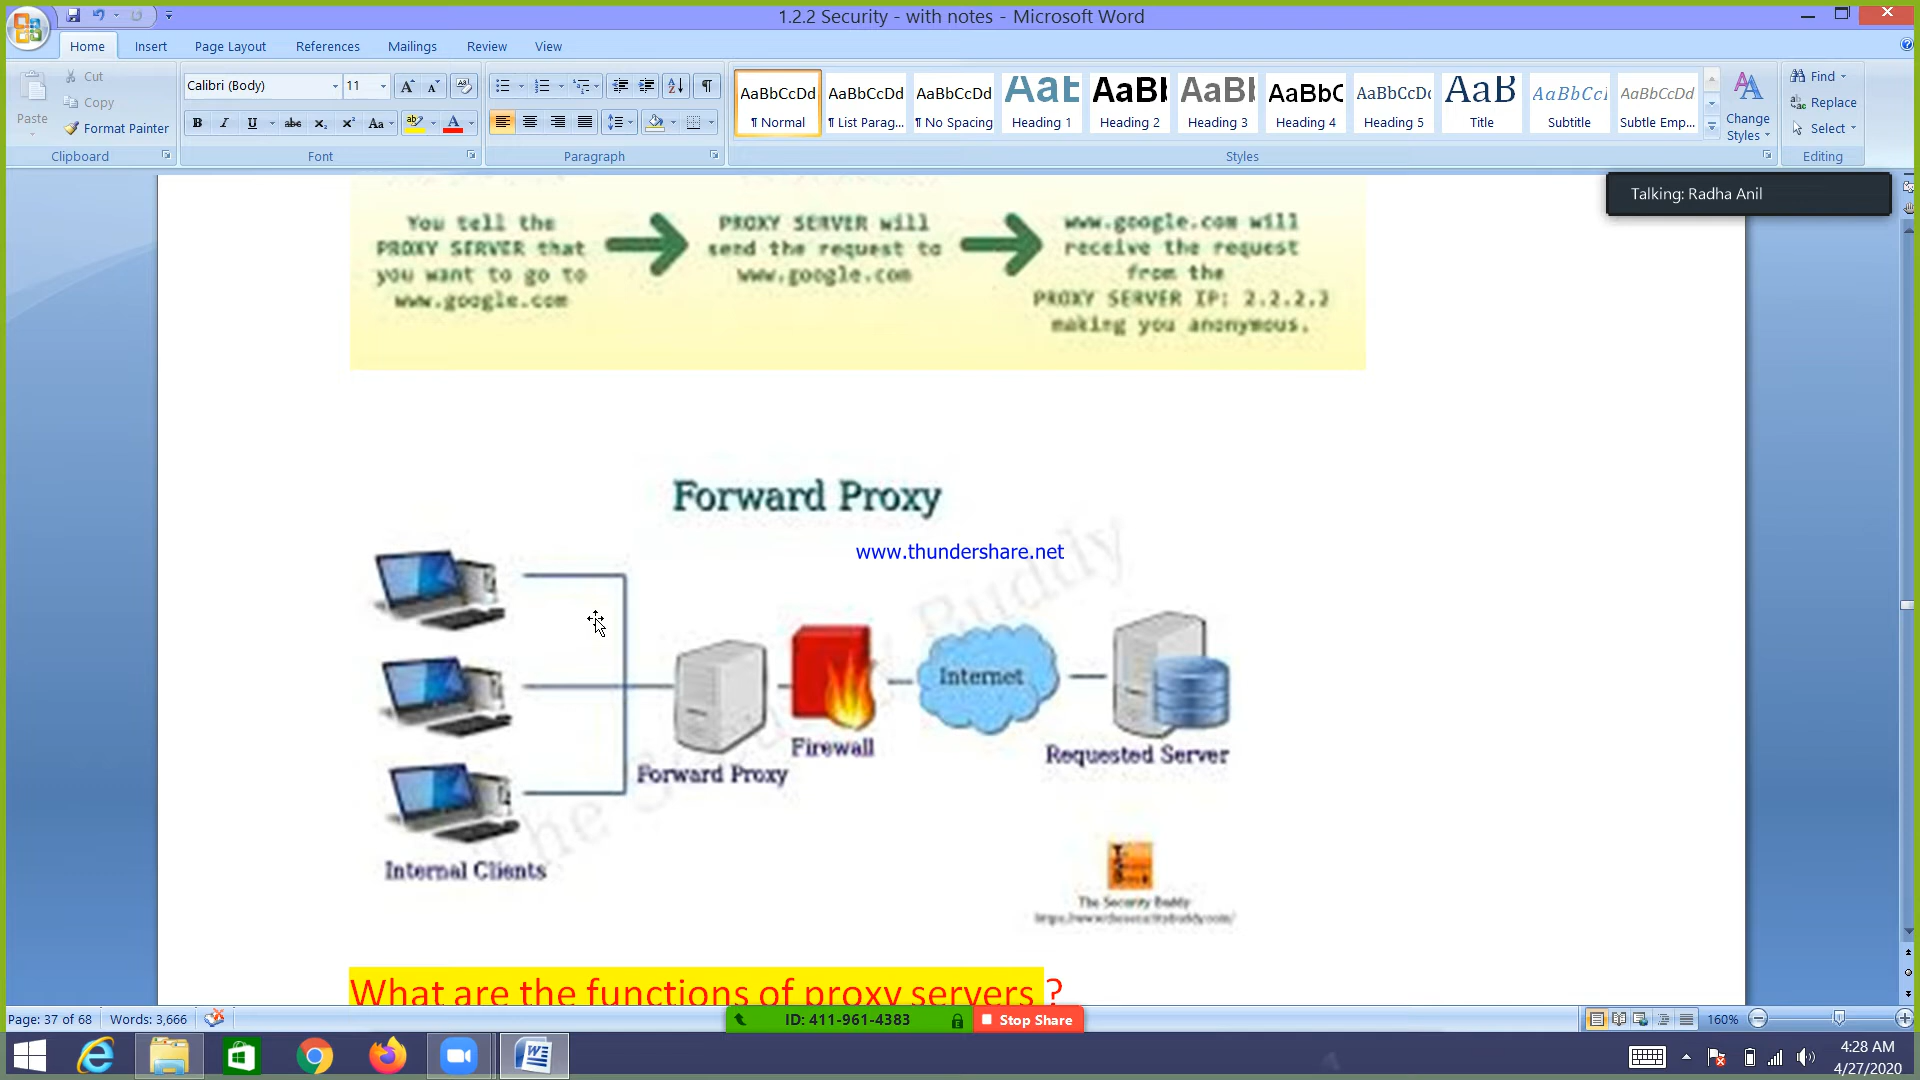 1.2.2 Security - with notes - Microsoft Word
Home Insert Page Layout References Mailings Review View
Paste
Cut
Copy
Format Painter
Clipboard
Calibri (Body) 11
Font
Paragraph
AaBbCcDd AaBbCcDd AaBbCcDd AaB AaBb AaBb AaBbC AaBbCcDc AaB AaBbCcI AaBbCcDd
¶ Normal ¶ List Parag... ¶ No Spacing Heading 1 Heading 2 Heading 3 Heading 4 Heading 5 Title Subtitle Subtle Emp...
Styles
Change
Styles
Find
Replace
Select
Editing
Talking: Radha Anil
You tell the
PROXY SERVER that
you want to go to
www.google.com
PROXY SERVER will
send the request to
www.google.com
www.google.com will
receive the request
from the
PROXY SERVER IP: 2.2.2.2
making you anonymous.
Forward Proxy
www.thundershare.net
Internet
Firewall
Requested Server
Forward Proxy
Internal Clients
The Security Buddy
https://www.thesecuritybuddy.com/
What are the functions of proxy servers ?
Page: 37 of 68 Words: 3,666
ID: 411-961-4383
Stop Share
160%
4:28 AM
4/27/2020